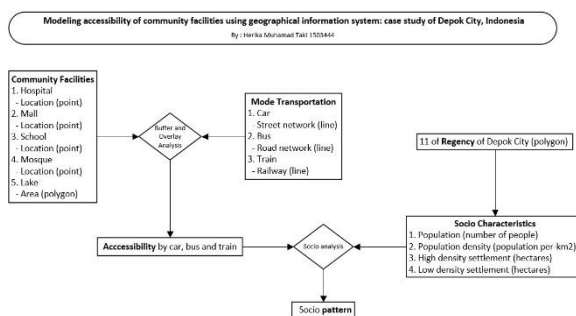 Modeling accessibility of community facilities using geographical information system: case study of Depok City, Indonesia
By : Herika Muhamad Taki 1503444
Community Facilities
1. Hospital
- Location (point)
2. Mall
- Location (point)
3. School
- Location (point)
4. Mosque
- Location (point)
5. Lake
- Area (polygon)
Buffer and
Overlay
Analysis
Mode Transportation
1. Car
- Street network (line)
2. Bus
- Road network (line)
3. Train
- Railway (line)
11 of Regency of Depok City (polygon)
Acccessibility by car, bus and train
Socio analysis
Socio Characteristics
1. Population (number of people)
2. Population density (population per km2)
3. High density settlement (hectares)
4. Low density settlement (hectares)
Socio pattern